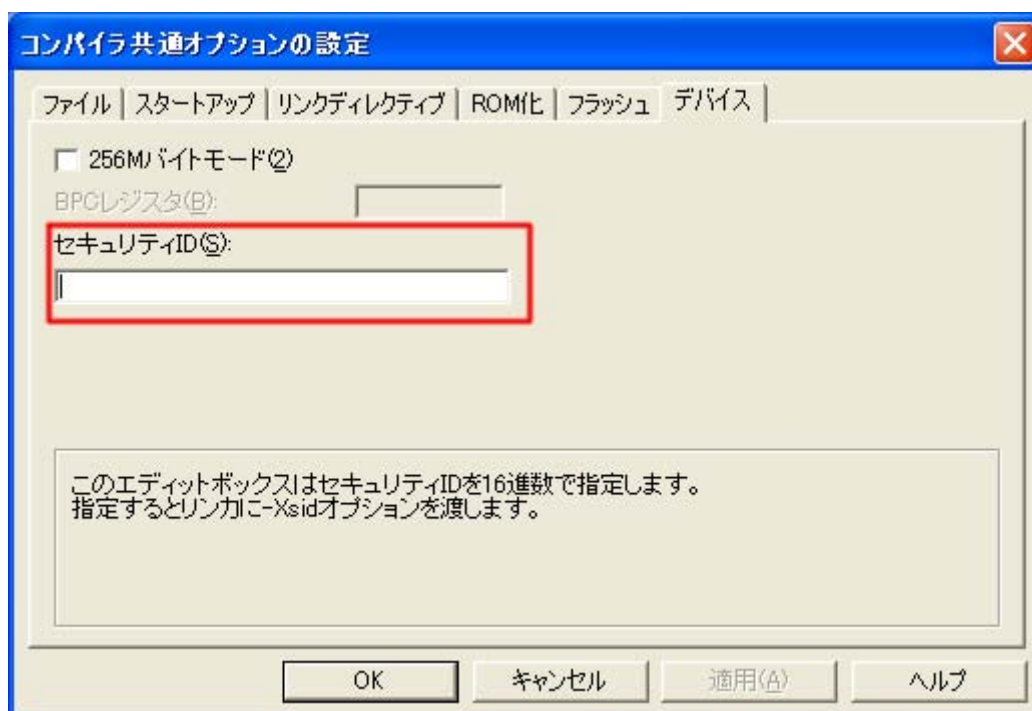 コンパイラ共通オプションの設定
ファイル スタートアップ リンクディレクティブ ROM化 フラッシュ デバイス
256Mバイトモード(2)
BPCレジスタ(B):
セキュリティID(S):
このエディットボックスはセキュリティIDを16進数で指定します。
指定するとリンカに-Xsidオプションを渡します。
OK キャンセル 適用(A) ヘルプ